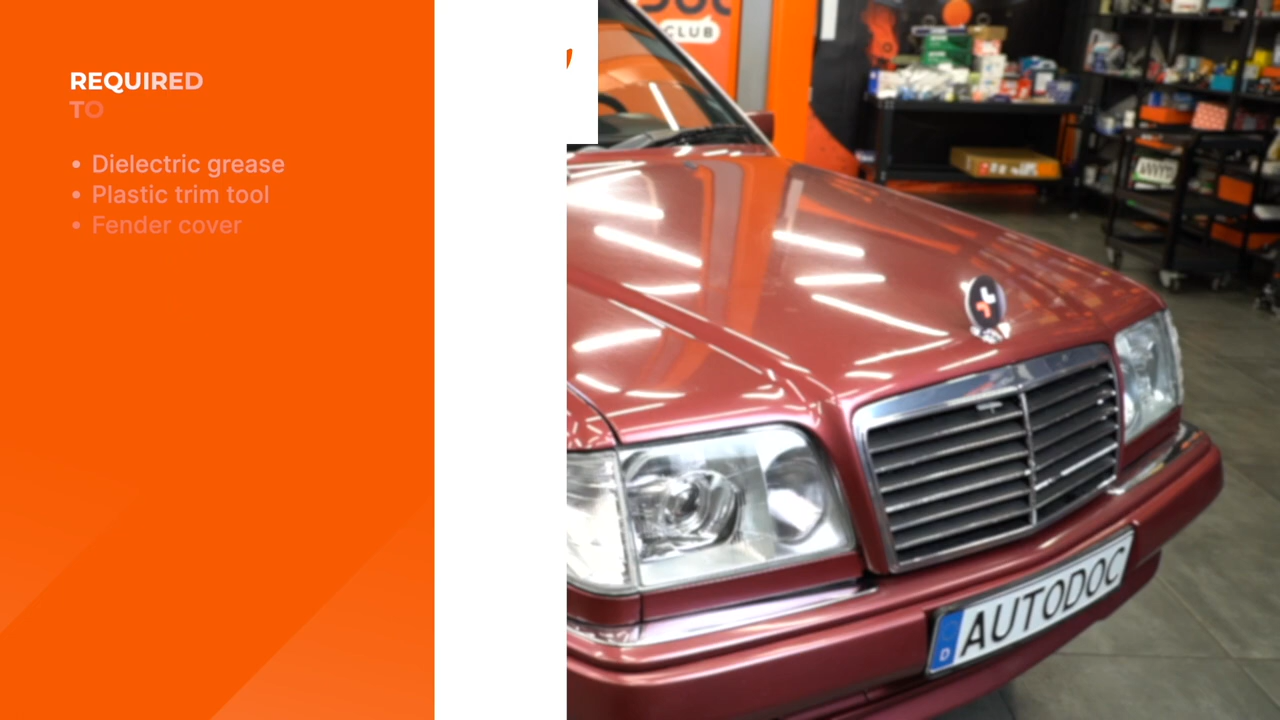 REQUIRED
TO
• Dielectric grease
• Plastic trim tool
• Fender cover
CLUB
AUTODOC
D